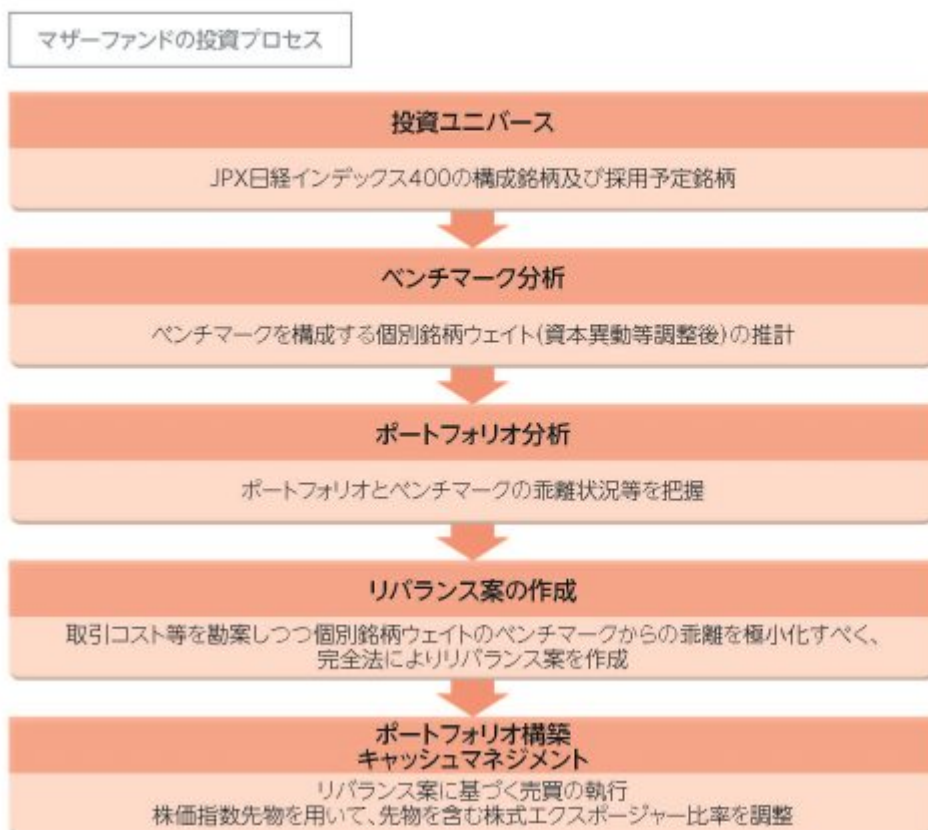 マザーファンドの投資プロセス
投資ユニバース
JPX日経インデックス400の構成銘柄及び採用予定銘柄
ベンチマーク分析
ベンチマークを構成する個別銘柄ウェイト(資本異動等調整後)の推計
ポートフォリオ分析
ポートフォリオとベンチマークの乖離状況等を把握
リバランス案の作成
取引コスト等を勘案しつつ個別銘柄ウェイトのベンチマークからの乖離を極小化すべく、
完全法によりリバランス案を作成
ポートフォリオ構築
キャッシュマネジメント
リバランス案に基づく売買の執行
株価指数先物を用いて、先物を含む株式エクスポージャー比率を調整